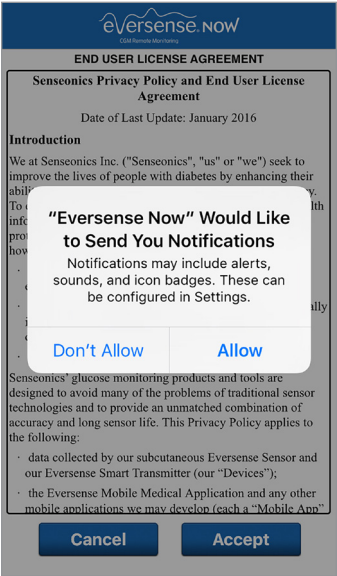 eversense NOW
CGM Remote Monitoring
END USER LICENSE AGREEMENT
Senseonics Privacy Policy and End User License
Agreement
Date of Last Update: January 2016
Introduction
We at Senseonics Inc. ("Senseonics", "us" or "we") seek to
improve the lives of people with diabetes by enhancing their
“Eversense Now” Would Like
to Send You Notifications
Notifications may include alerts,
sounds, and icon badges. These can
be configured in Settings.
Don’t Allow
Allow
Senseonics’ glucose monitoring products and tools are
designed to avoid many of the problems of traditional sensor
technologies and to provide an unmatched combination of
accuracy and long sensor life. This Privacy Policy applies to
the following:
· data collected by our subcutaneous Eversense Sensor and
our Eversense Smart Transmitter (our “Devices”);
· the Eversense Mobile Medical Application and any other
mobile applications we may develop (each a “Mobile App”
Cancel
Accept